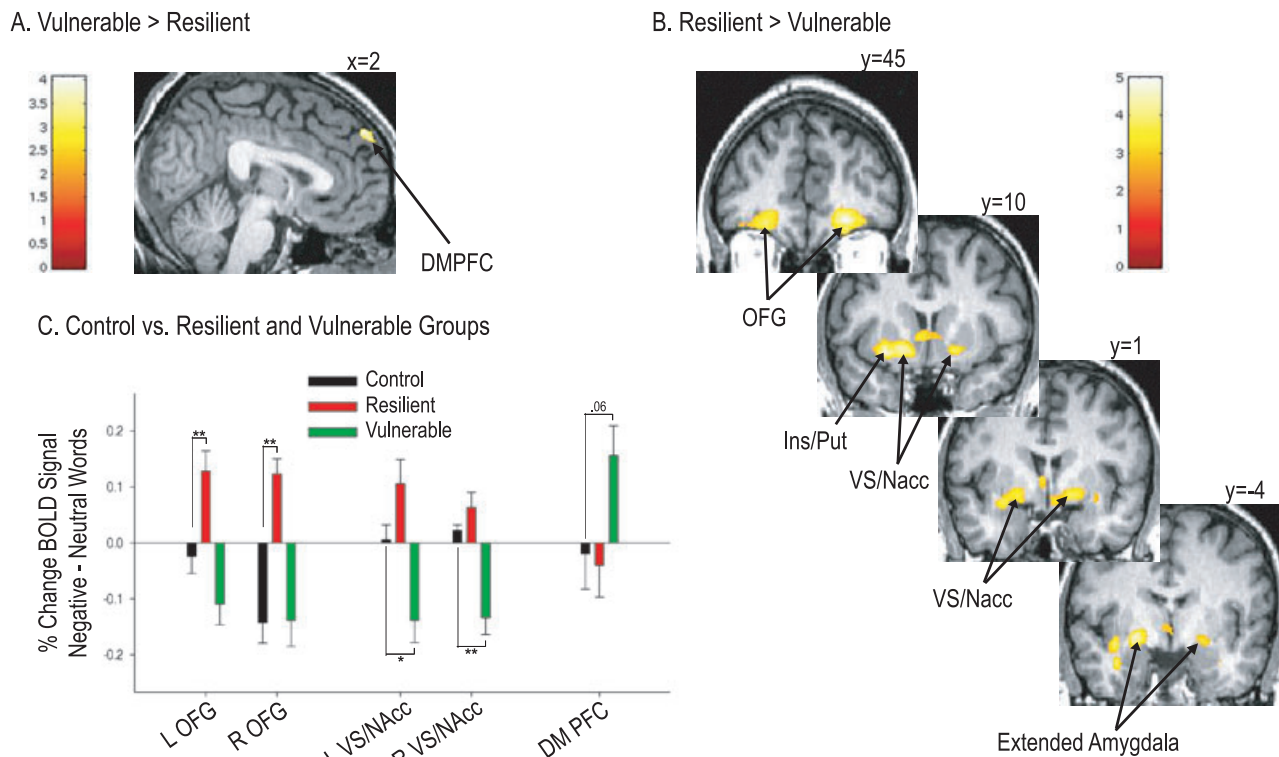 A. Vulnerable > Resilient
x=2
4
3.5
3
2.5
2
1.5
1
0.5
0
DMPFC
B. Resilient > Vulnerable
y=45
5
4
3
2
1
0
OFG
y=10
Ins/Put
VS/Nacc
y=1
VS/Nacc
y=-4
Extended Amygdala
C. Control vs. Resilient and Vulnerable Groups
Control
Resilient
Vulnerable
% Change BOLD Signal
Negative - Neutral Words
0.2
0.1
0.0
-0.1
-0.2
**
**
*
**
.06
L OFG
R OFG
L VS/NAcc
R VS/NAcc
DM PFC